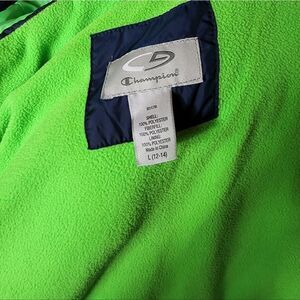 Champion
SHELL:
100% POLYESTER
FIBERFILL:
100% POLYESTER
LINING:
100% POLYESTER
Made in China
L (12-14)